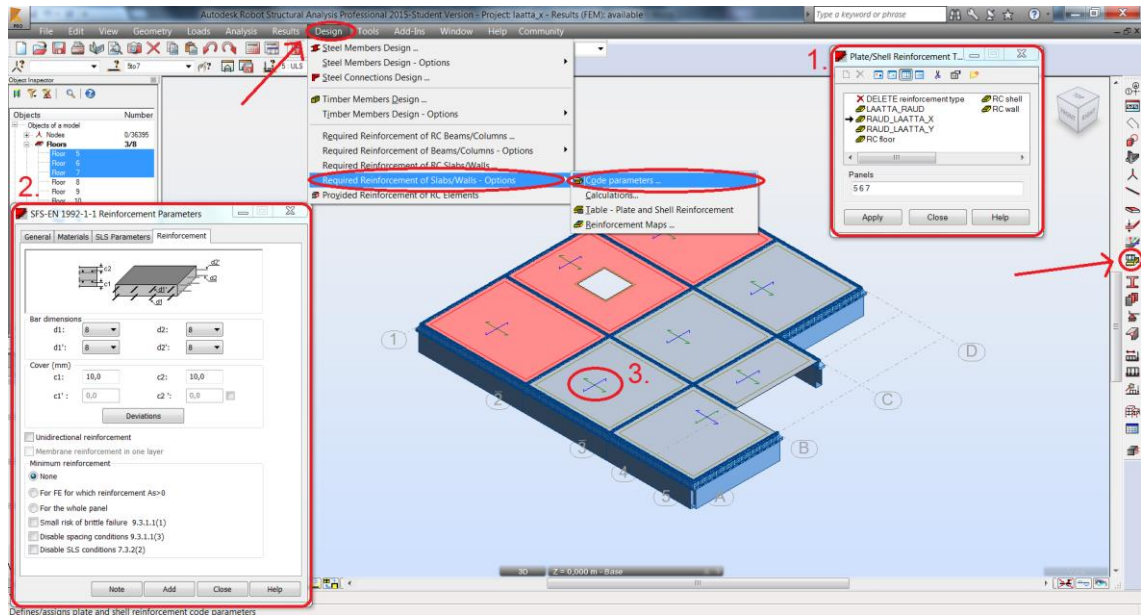 Autodesk Robot Structural Analysis Professional 2015-Student Version - Project: laatta_x - Results (FEM): available
Type a keyword or phrase
PRO
File Edit View Geometry Loads Analysis Results Design Tools Add-Ins Window Help Community
5to7
5 ULS
Object Inspector
Objects Number
Objects of a model
Nodes 0/36395
Floors 3/8
Floor 5
Floor 6
Floor 7
Floor 8
Floor 9
Floor 10
Steel Members Design ...
Steel Members Design - Options
Steel Connections Design ...
Timber Members Design ...
Timber Members Design - Options
Required Reinforcement of RC Beams/Columns ...
Required Reinforcement of Beams/Columns - Options
Required Reinforcement of RC Slabs/Walls ...
Required Reinforcement of Slabs/Walls - Options
Provided Reinforcement of RC Elements
Code parameters ...
Calculations...
Table - Plate and Shell Reinforcement
Reinforcement Maps ...
1.
Plate/Shell Reinforcement T...
DELETE reinforcement type RC shell
LAATTA_RAUD RC wall
RAUD_LAATTA_X
RAUD_LAATTA_Y
RC floor
Panels
5 6 7
Apply Close Help
2.
SFS-EN 1992-1-1 Reinforcement Parameters
General Materials SLS Parameters Reinforcement
c2
c1
d2'
d2
d1'
d1
Bar dimensions
d1: 8 d2: 8
d1': 8 d2': 8
Cover (mm)
c1: 10,0 c2: 10,0
c1' : 0,0 c2 ': 0,0
Deviations
Unidirectional reinforcement
Membrane reinforcement in one layer
Minimum reinforcement
None
For FE for which reinforcement As>0
For the whole panel
Small risk of brittle failure 9.3.1.1(1)
Disable spacing conditions 9.3.1.1(3)
Disable SLS conditions 7.3.2(2)
Note Add Close Help
3.
1
2
3
4
5
A
B
C
D
3D Z = 0,000 m - Base
Defines/assigns plate and shell reinforcement code parameters